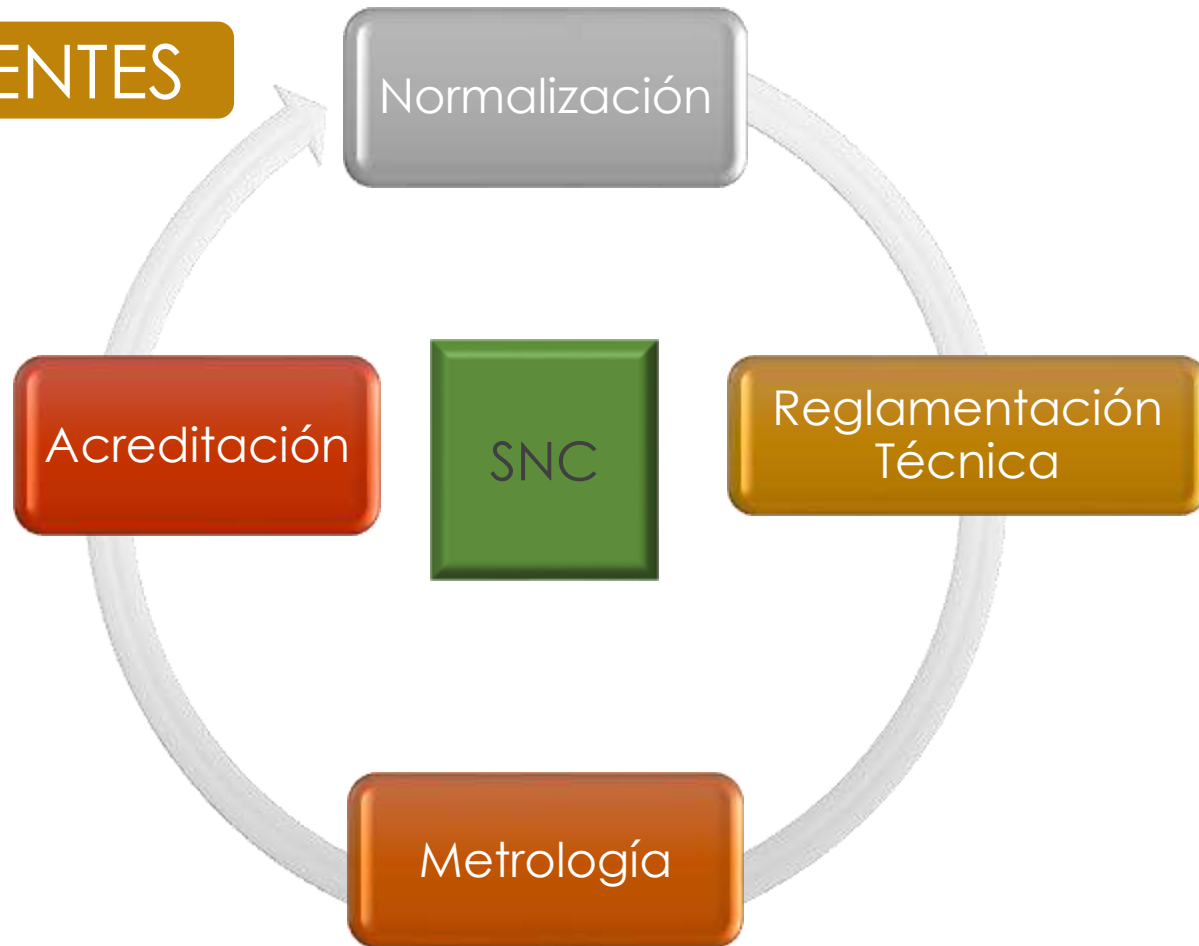 ENTES
Normalización
Reglamentación
Técnica
Acreditación
SNC
Metrología